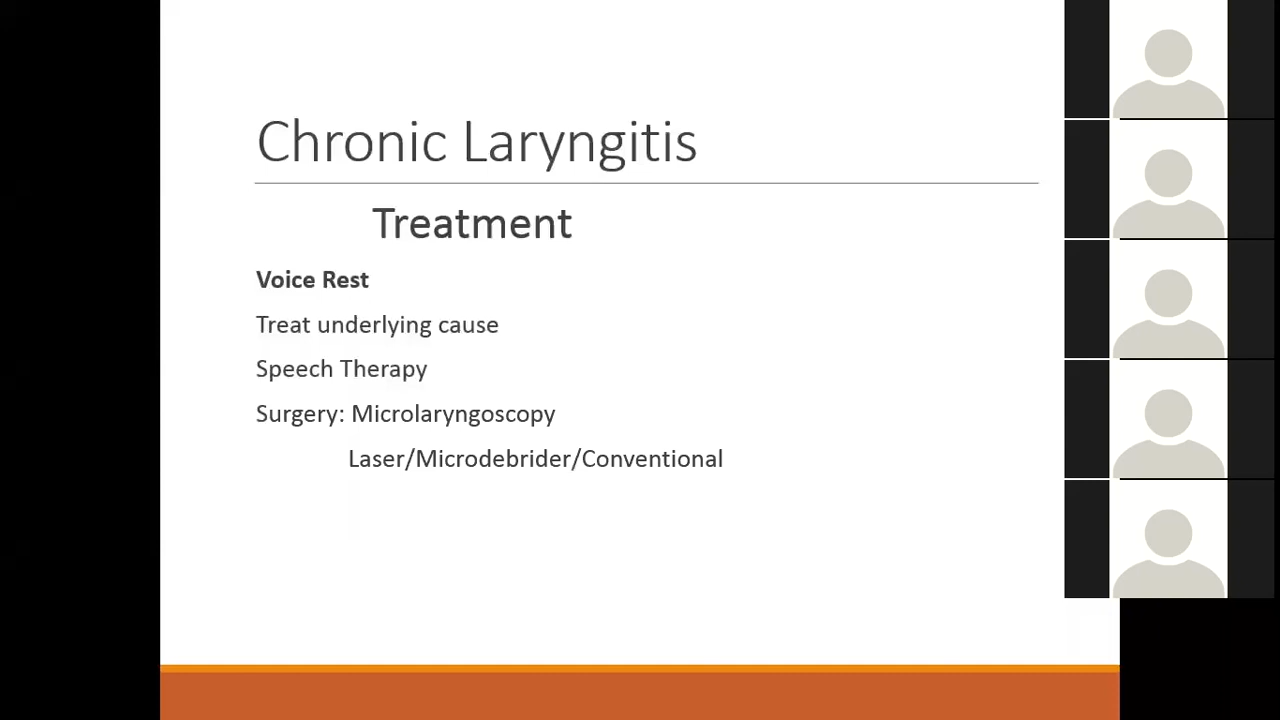 Chronic Laryngitis
Treatment
Voice Rest
Treat underlying cause
Speech Therapy
Surgery: Microlaryngoscopy
Laser/Microdebrider/Conventional